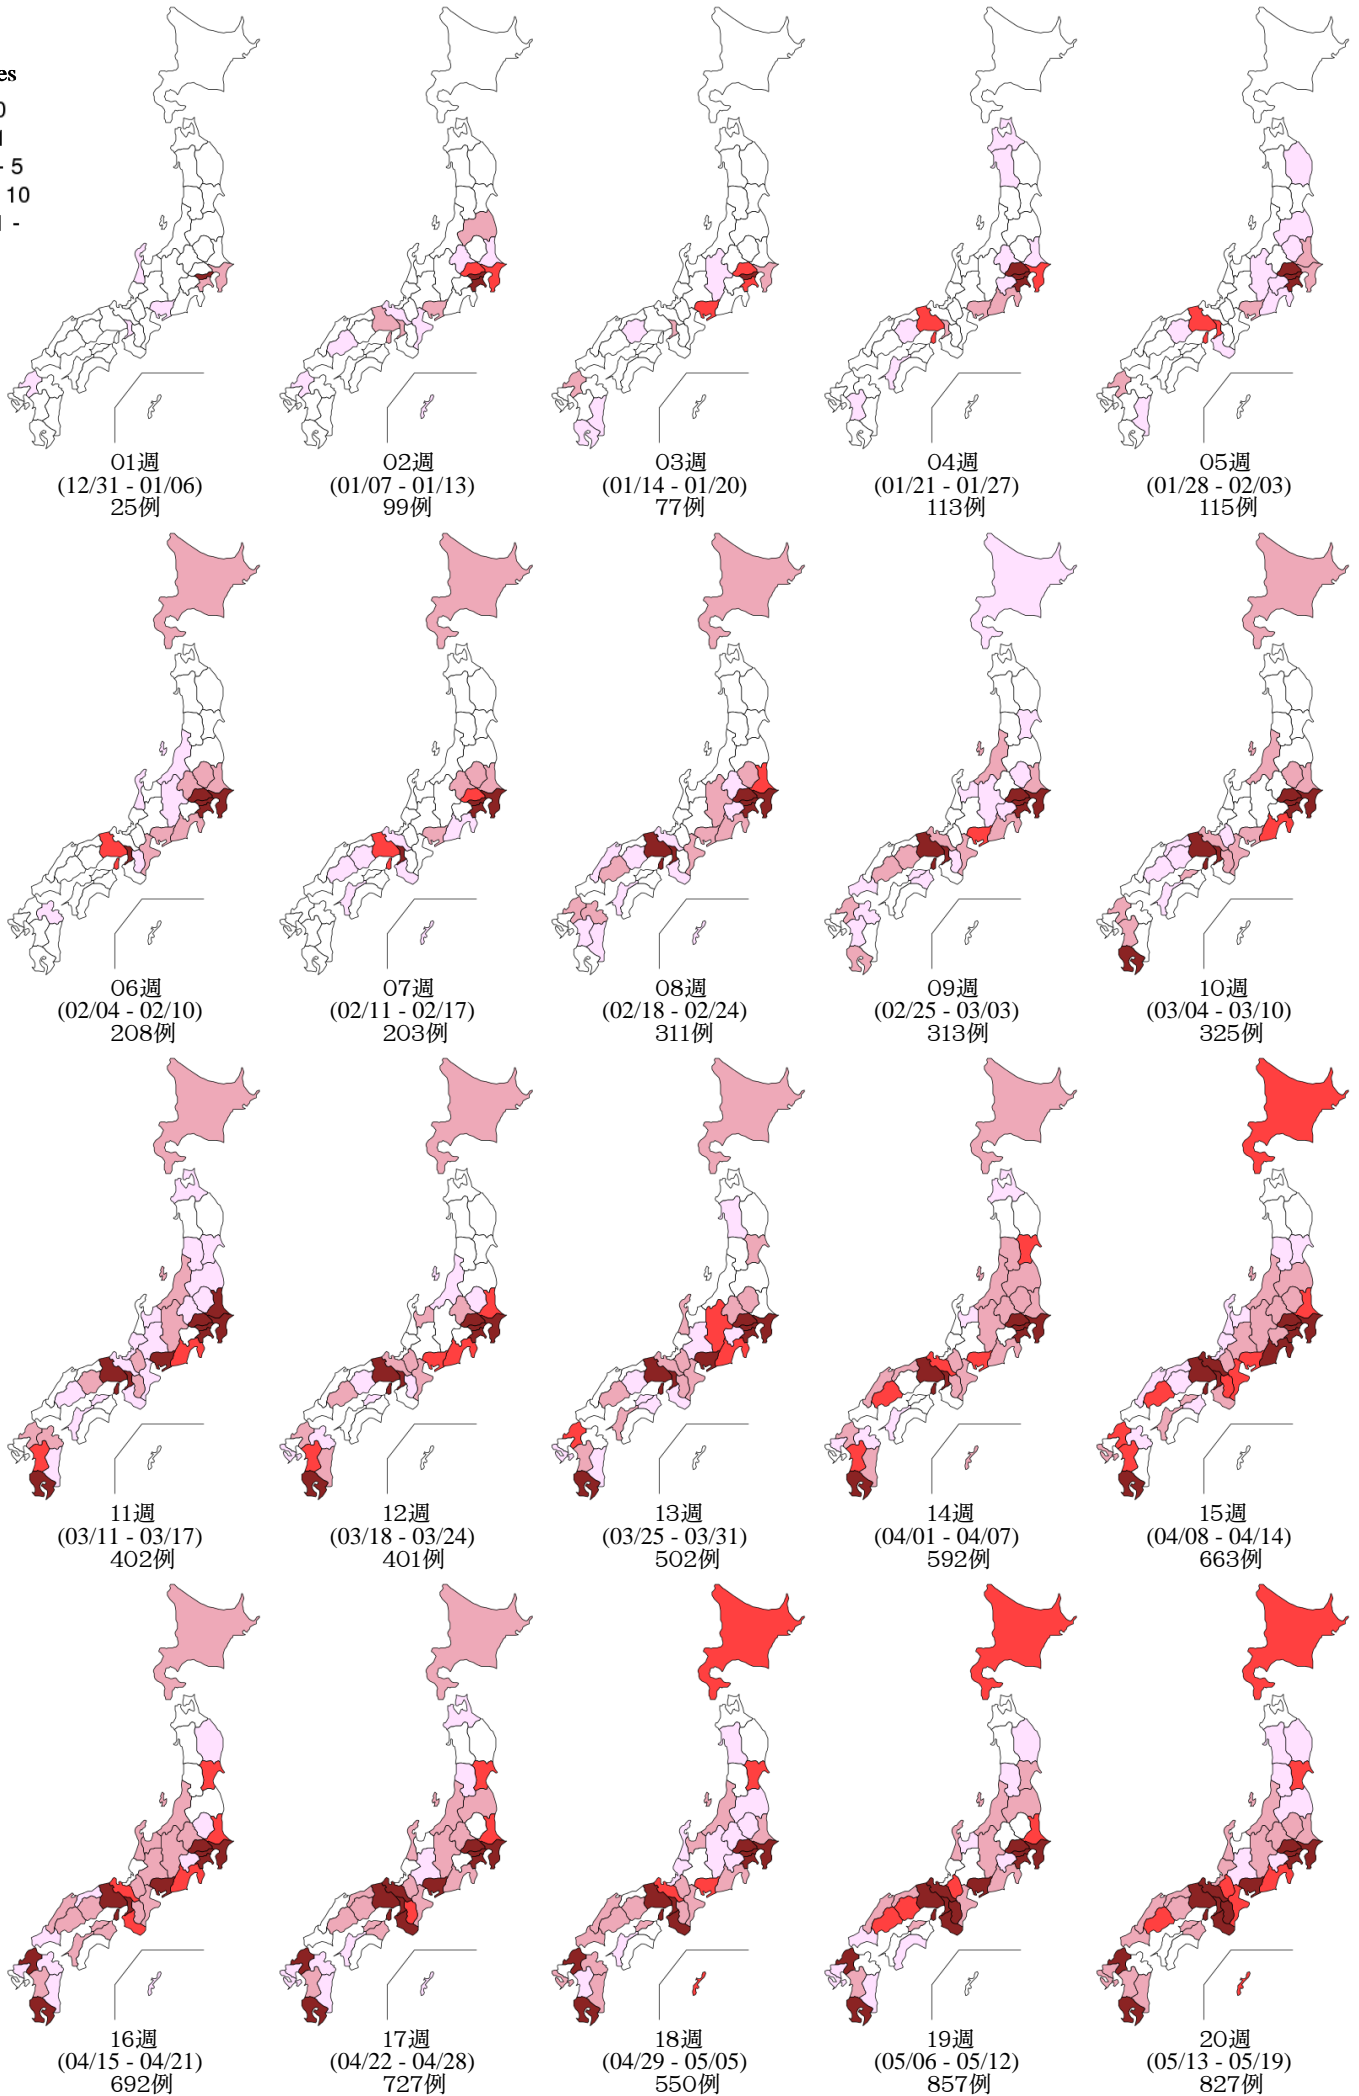 es
0
1
- 5
10
1 -
01週
(12/31 - 01/06)
25例
02週
(01/07 - 01/13)
99例
03週
(01/14 - 01/20)
77例
04週
(01/21 - 01/27)
113例
05週
(01/28 - 02/03)
115例
06週
(02/04 - 02/10)
208例
07週
(02/11 - 02/17)
203例
08週
(02/18 - 02/24)
311例
09週
(02/25 - 03/03)
313例
10週
(03/04 - 03/10)
325例
11週
(03/11 - 03/17)
402例
12週
(03/18 - 03/24)
401例
13週
(03/25 - 03/31)
502例
14週
(04/01 - 04/07)
592例
15週
(04/08 - 04/14)
663例
16週
(04/15 - 04/21)
692例
17週
(04/22 - 04/28)
727例
18週
(04/29 - 05/05)
550例
19週
(05/06 - 05/12)
857例
20週
(05/13 - 05/19)
827例